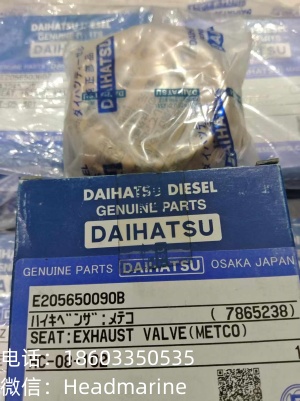 DAIHATSU
DAIHATSU DIESEL
GENUINE PARTS
DAIHATSU
GENUINE PARTS DAIHATSU OSAKA JAPAN
E205650090B
ハイキベンザ:メテコ (7865238)
SEAT:EXHAUST VALVE(METCO)
电话: 18603350535
微信: Headmarine